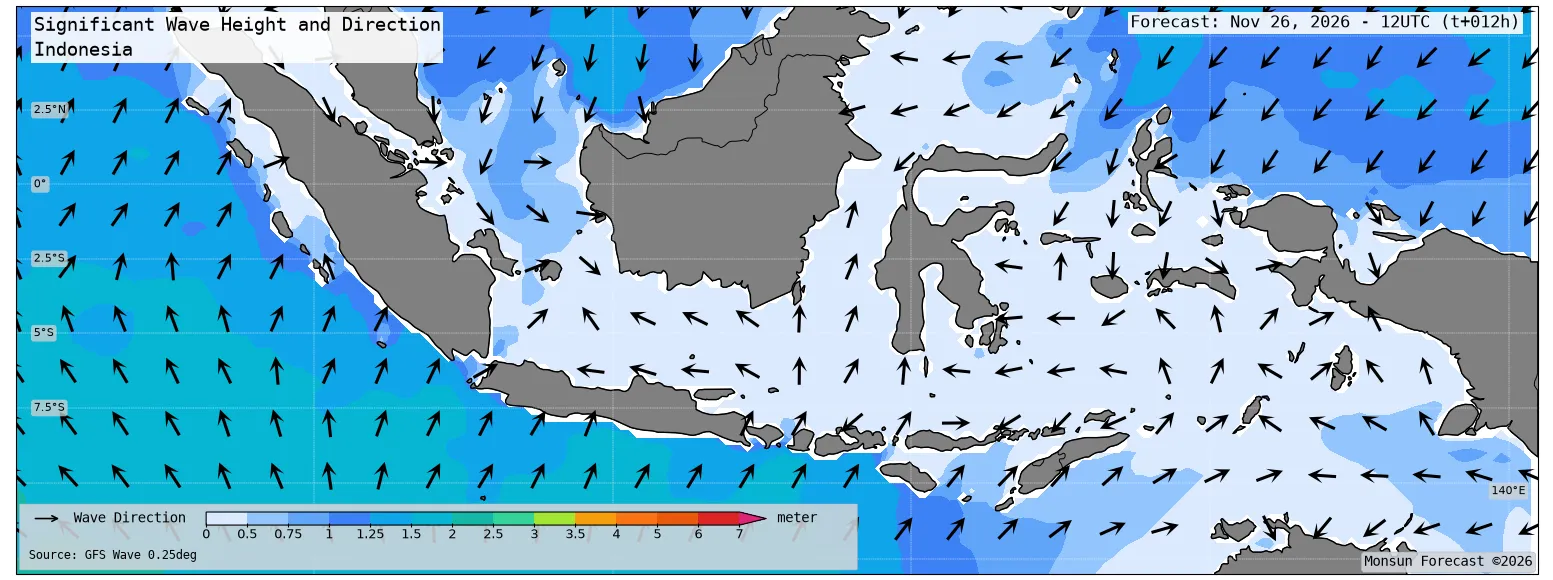 Significant Wave Height and Direction
Indonesia
Forecast: Nov 26, 2026 - 12UTC (t+012h)
2.5°N
0°
2.5°S
5°S
7.5°S
140°E
Wave Direction
meter
0 0.5 0.75 1 1.25 1.5 2 2.5 3 3.5 4 5 6 7
Source: GFS Wave 0.25deg
Monsun Forecast ©2026